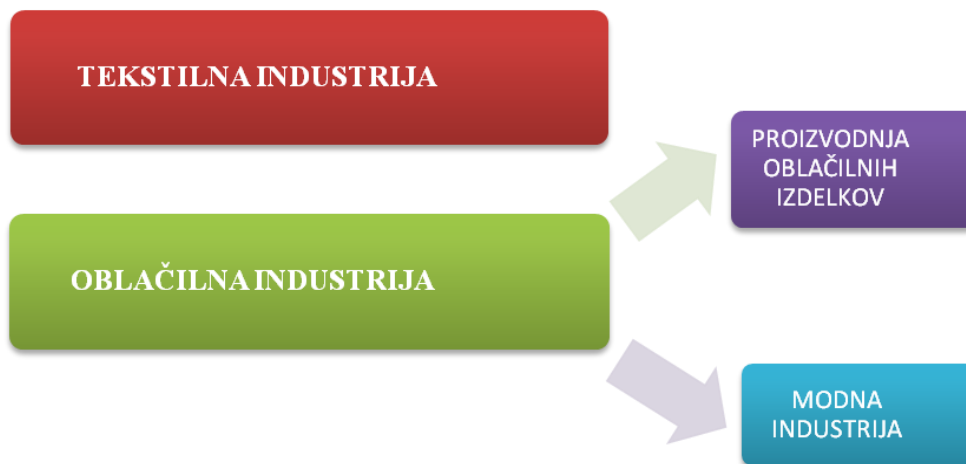 TEKSTILNA INDUSTRIJA
OBLAČILNA INDUSTRIJA
PROIZVODNJA
OBLAČILNIH
IZDELKOV
MODNA
INDUSTRIJA